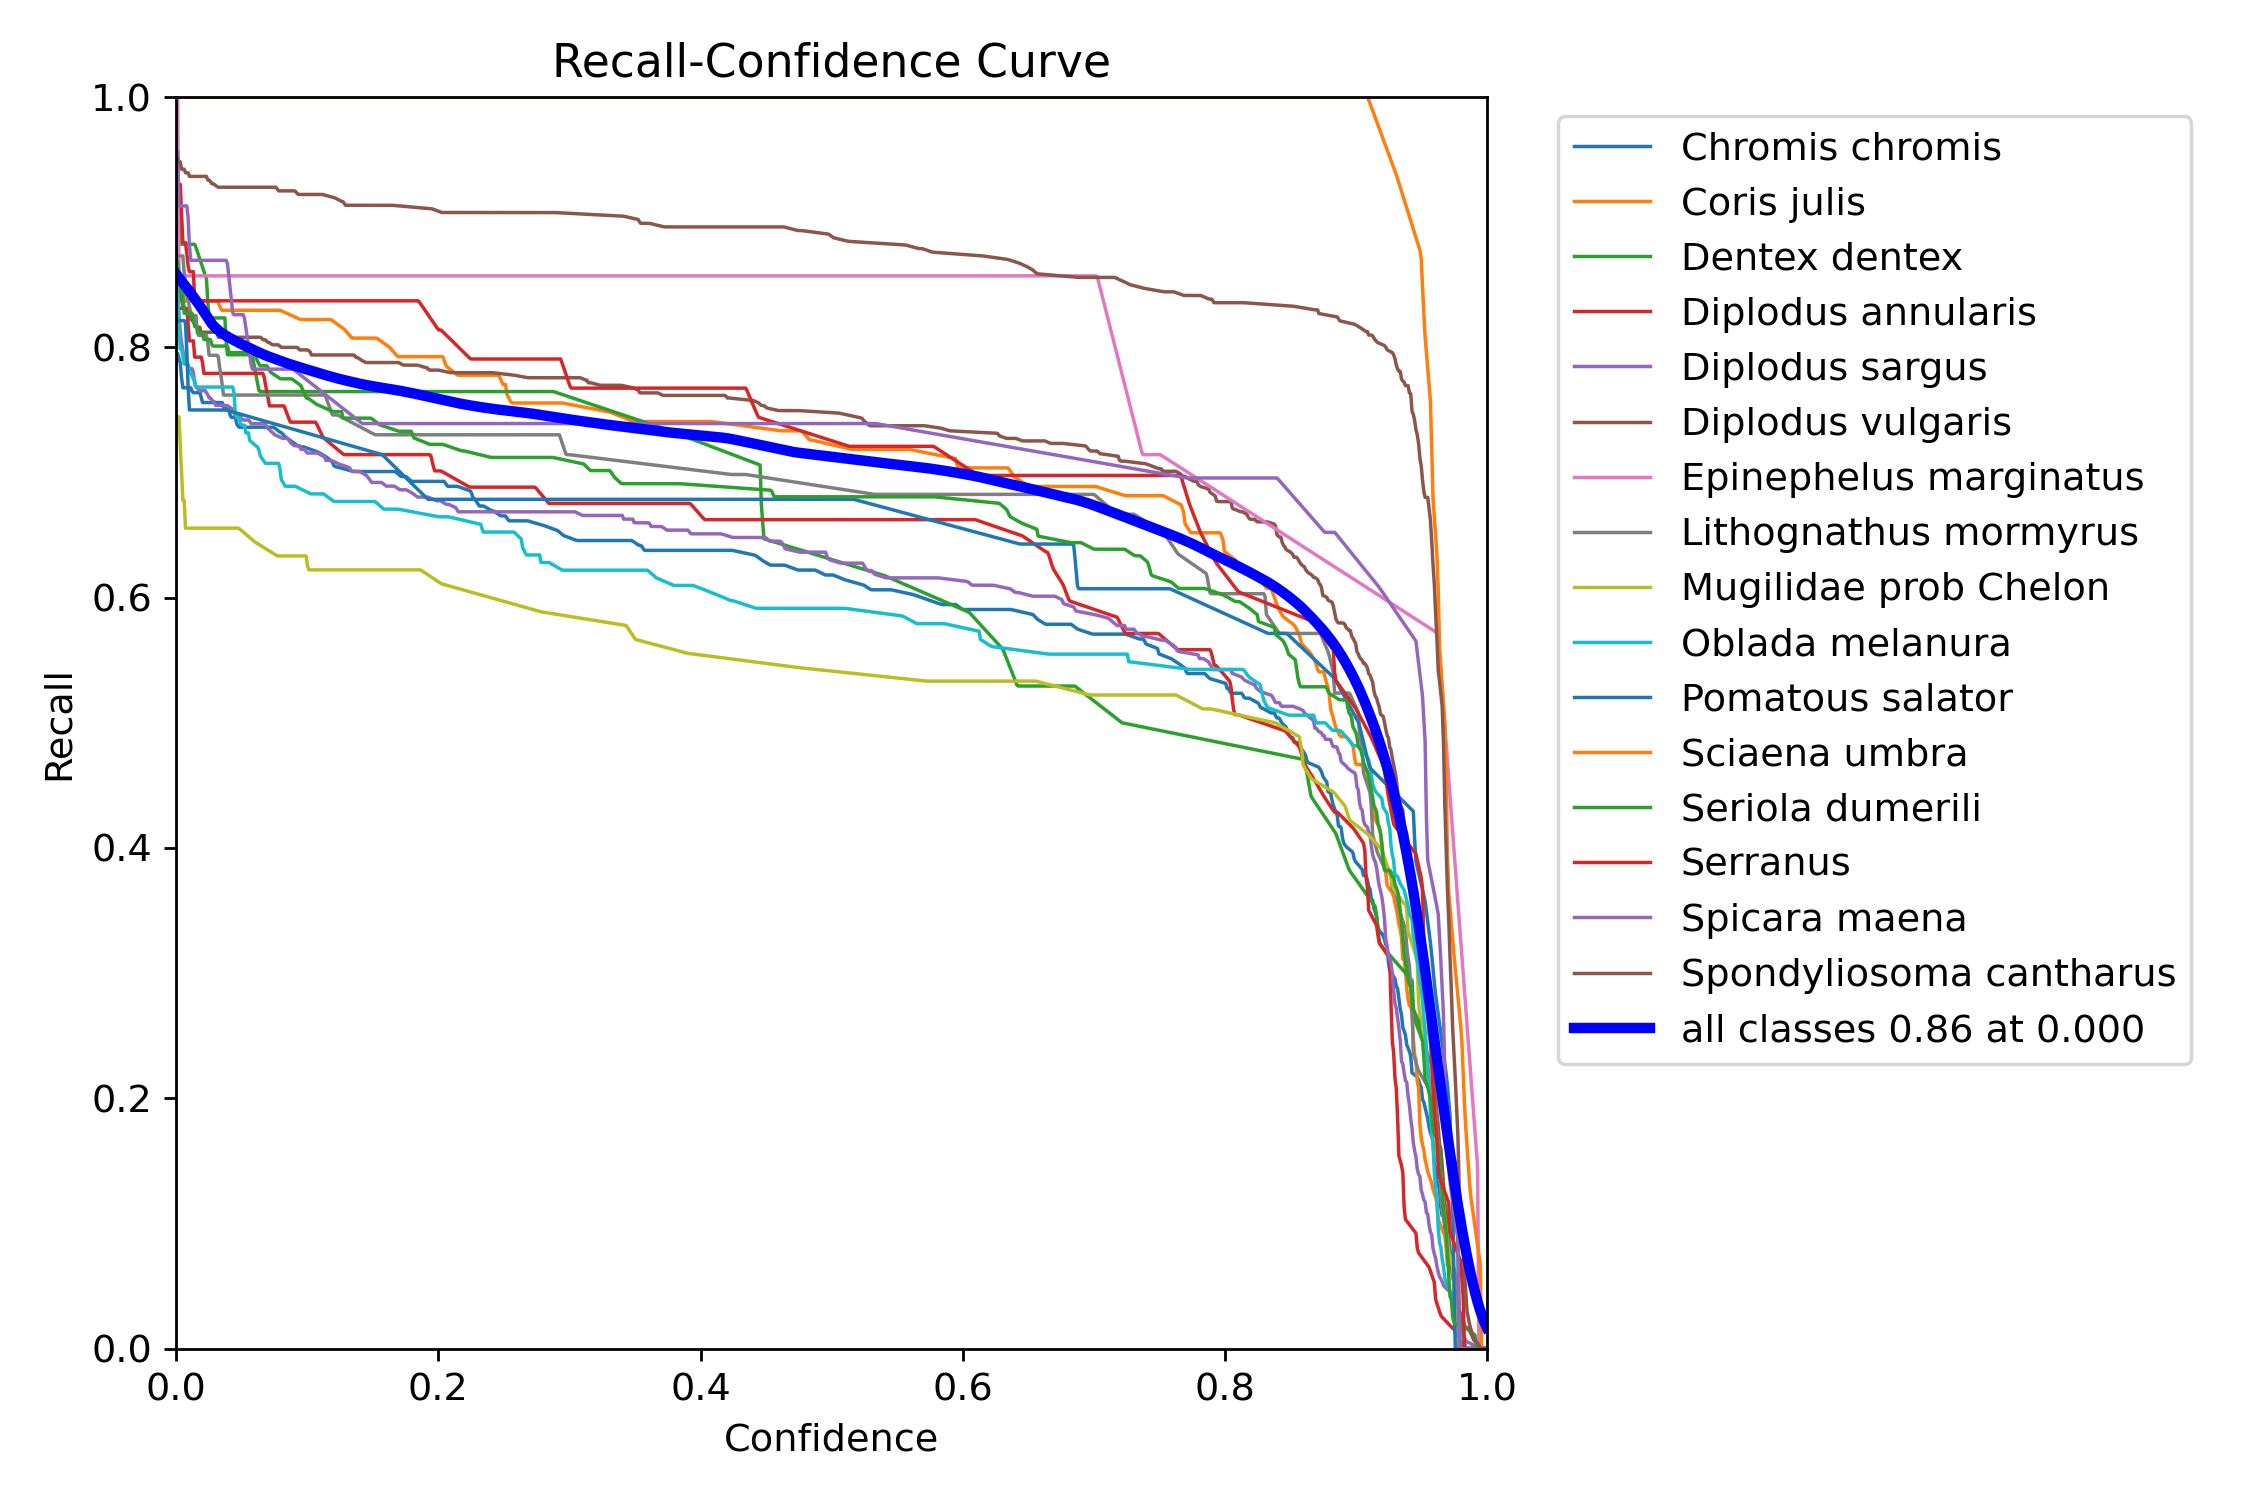 Recall-Confidence Curve
1.0
0.8
0.6
0.4
0.2
0.0
Recall
0.0 0.2 0.4 0.6 0.8 1.0
Confidence
Chromis chromis
Coris julis
Dentex dentex
Diplodus annularis
Diplodus sargus
Diplodus vulgaris
Epinephelus marginatus
Lithognathus mormyrus
Mugilidae prob Chelon
Oblada melanura
Pomatous salator
Sciaena umbra
Seriola dumerili
Serranus
Spicara maena
Spondyliosoma cantharus
all classes 0.86 at 0.000